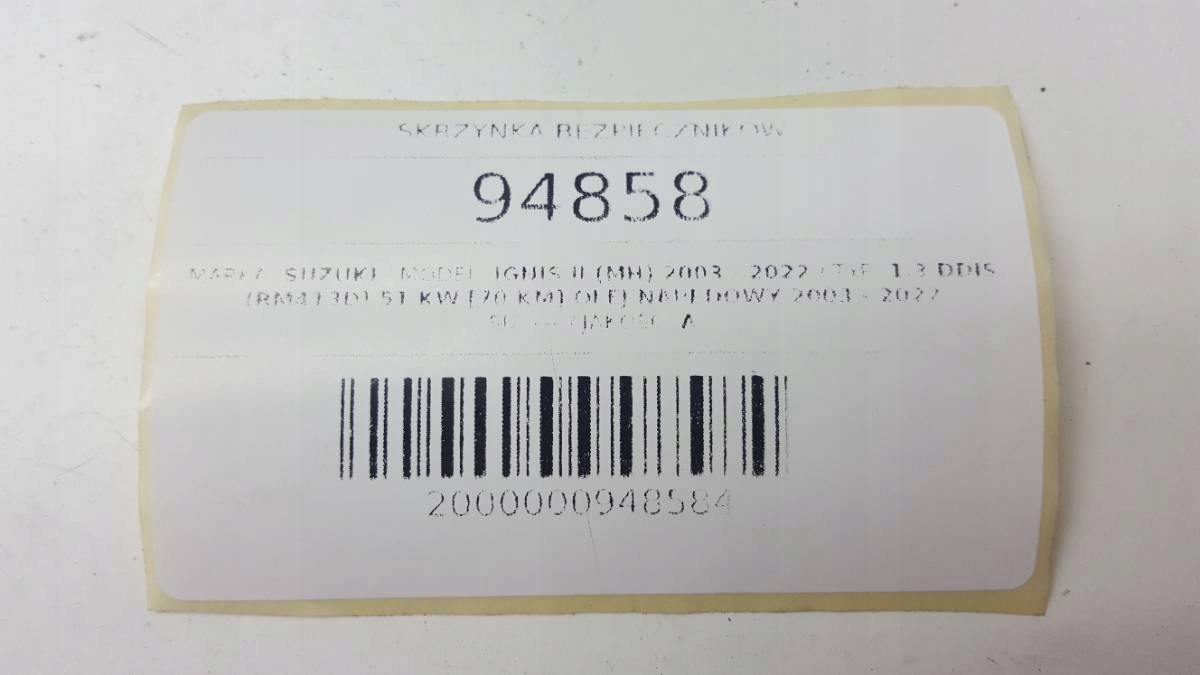 SKRZYNKA BEZPIECZNIKÓW
94858
MARKA: SUZUKI, MODEL: IGNIS II (MH) 2003 - 2022 TYP: 1.3 DDIS
(RM413D) 51 KW [70 KM] OLEJ NAPĘDOWY 2003 - 2022
JAKOŚĆ: A
2000000948584